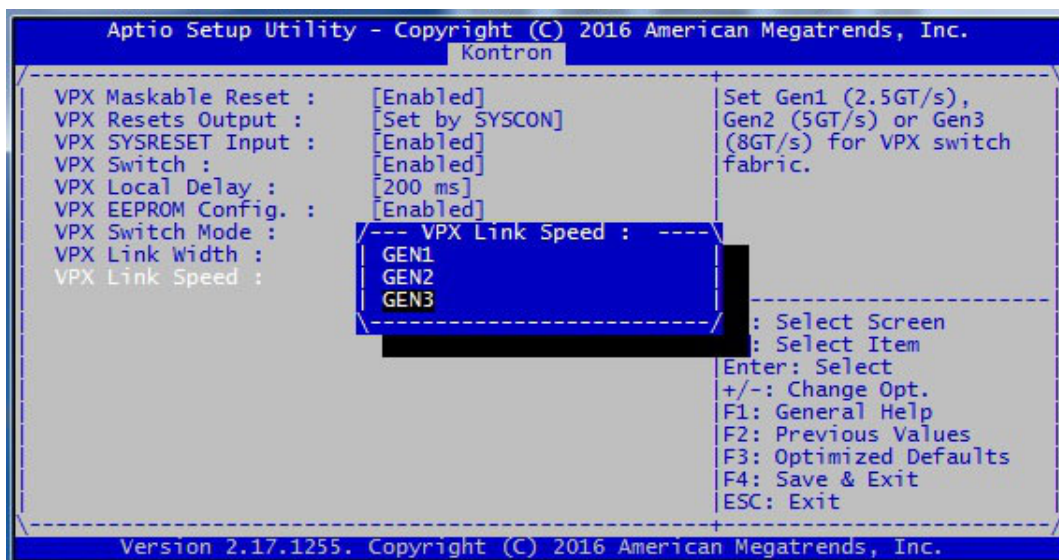 Aptio Setup Utility - Copyright (C) 2016 American Megatrends, Inc.
Kontron
VPX Maskable Reset : [Enabled]
VPX Resets Output : [Set by SYSCON]
VPX SYSRESET Input : [Enabled]
VPX Switch : [Enabled]
VPX Local Delay : [200 ms]
VPX EEPROM Config. : [Enabled]
VPX Switch Mode :
VPX Link Width :
VPX Link Speed :
VPX Link Speed :
GEN1
GEN2
GEN3
Set Gen1 (2.5GT/s),
Gen2 (5GT/s) or Gen3
(8GT/s) for VPX switch
fabric.
: Select Screen
: Select Item
Enter: Select
+/-: Change Opt.
F1: General Help
F2: Previous Values
F3: Optimized Defaults
F4: Save & Exit
ESC: Exit
Version 2.17.1255. Copyright (C) 2016 American Megatrends, Inc.